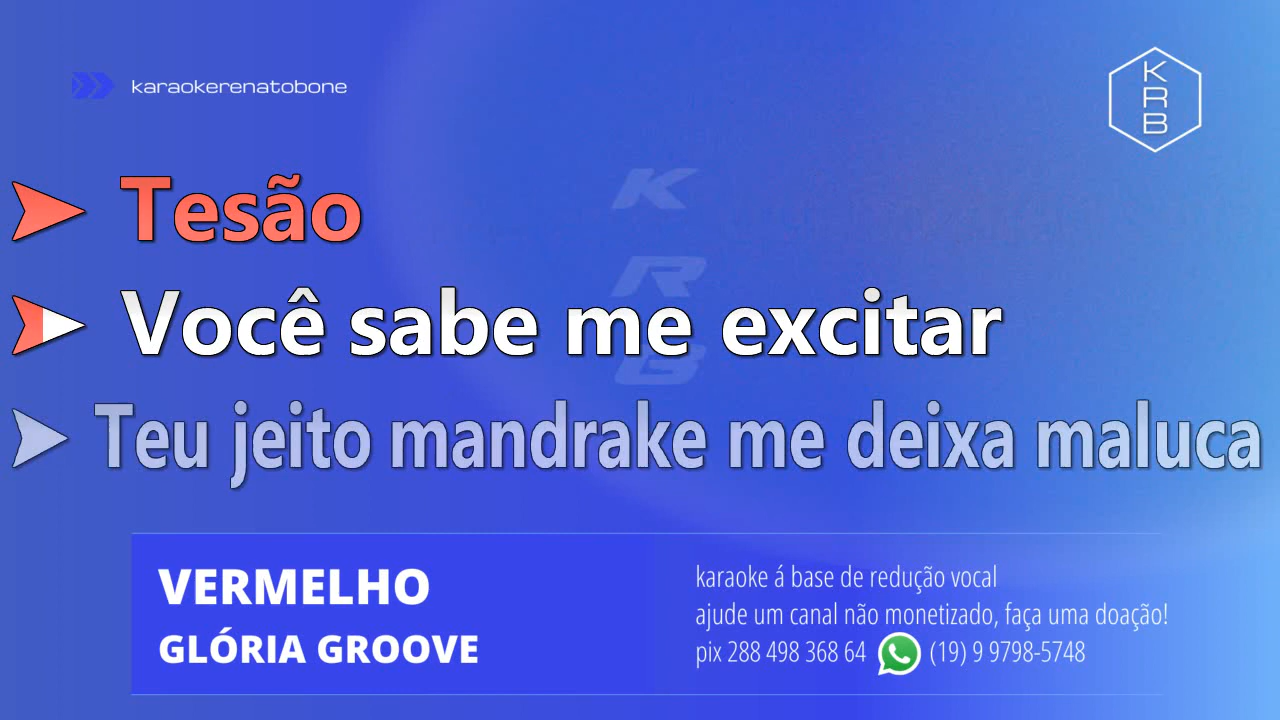 karaokerenatobone
K
R
B
Tesão
K
Você sabe me excitar
R
B
Teu jeito mandrake me deixa maluca
VERMELHO
GLÓRIA GROOVE
karaoke á base de redução vocal
ajude um canal não monetizado, faça uma doação!
pix 288 498 368 64 (19) 9 9798-5748